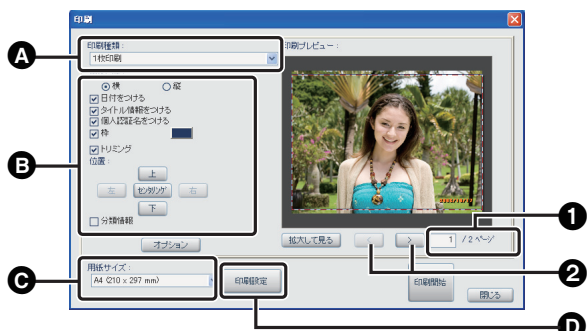 印刷
印刷種類：
1枚印刷
横
縦
日付をつける
タイトル情報をつける
個人認証名をつける
枠
トリミング
位置：
上
左
センタリング
右
下
分類情報
オプション
用紙サイズ：
A4 (210 x 297 mm)
印刷設定
印刷プレビュー：
拡大して見る
<
>
1
/ 2 ページ
印刷開始
閉じる
A
B
C
D
1
2